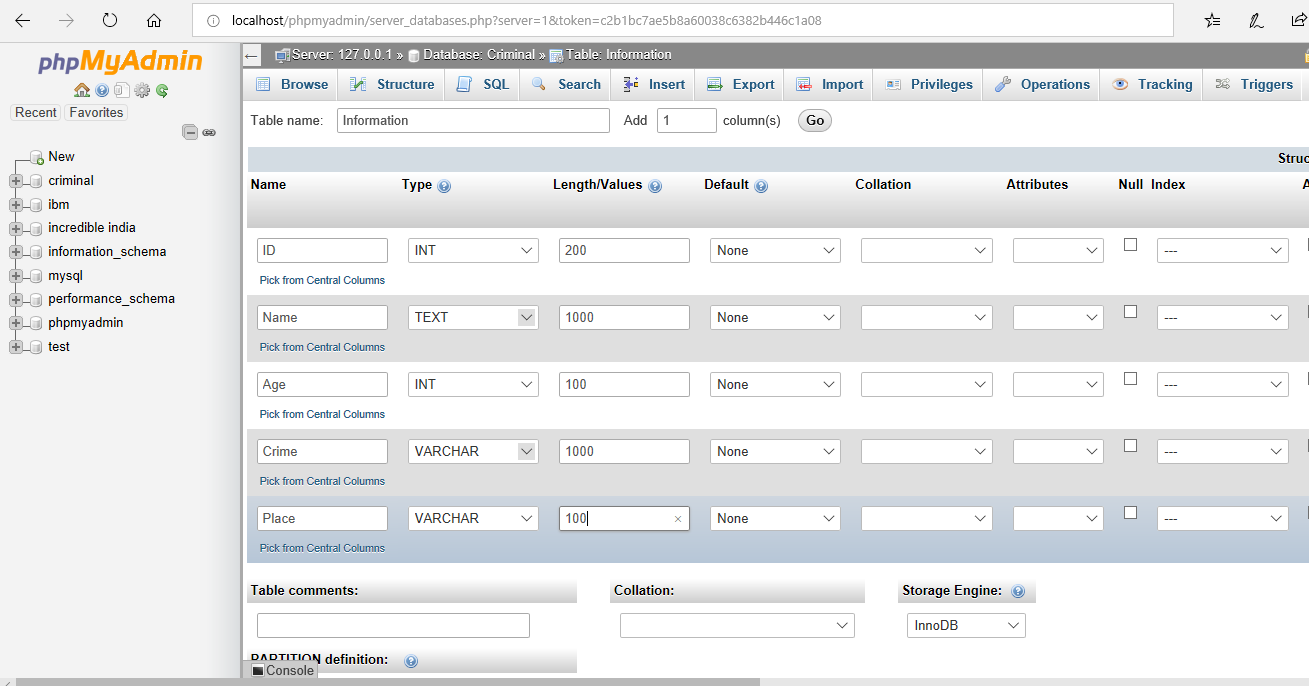 localhost/phpmyadmin/server_databases.php?server=1&token=c2b1bc7ae5b8a60038c6382b446c1a08
phpMyAdmin
Recent Favorites
New
criminal
ibm
incredible india
information_schema
mysql
performance_schema
phpmyadmin
test
Server: 127.0.0.1 » Database: Criminal » Table: Information
Browse Structure SQL Search Insert Export Import Privileges Operations Tracking Triggers
Table name: Information Add 1 column(s) Go
Struc
Name Type Length/Values Default Collation Attributes Null Index A
ID INT 200 None ---
Pick from Central Columns
Name TEXT 1000 None ---
Pick from Central Columns
Age INT 100 None ---
Pick from Central Columns
Crime VARCHAR 1000 None ---
Pick from Central Columns
Place VARCHAR 100 None ---
Pick from Central Columns
Table comments: Collation: Storage Engine:
InnoDB
PARTITION definition:
Console